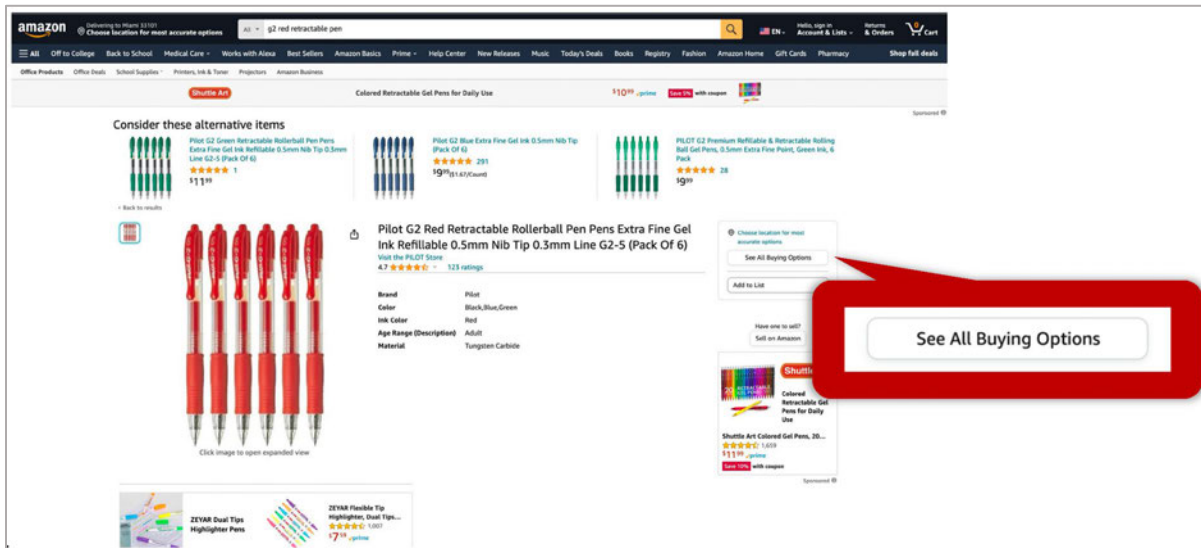 amazon
Delivering to Miami 33101
Choose location for most accurate options
All
g2 red retractable pen
EN
Hello, sign in
Account & Lists
Returns
& Orders
0
Cart
All
Off to College
Back to School
Medical Care
Works with Alexa
Best Sellers
Amazon Basics
Prime
Help Center
New Releases
Music
Today's Deals
Books
Registry
Fashion
Amazon Home
Gift Cards
Pharmacy
Shop fall deals
Office Products
Office Deals
School Supplies
Printers, Ink & Toner
Projectors
Amazon Business
Shuttle Art
Colored Retractable Gel Pens for Daily Use
$10⁹⁹ prime
Save 5% with coupon
Sponsored
Consider these alternative items
Pilot G2 Green Retractable Rollerball Pen Pens
Extra Fine Gel Ink Refillable 0.5mm Nib Tip 0.3mm
Line G2-5 (Pack Of 6)
1
$11⁹⁹
Pilot G2 Blue Extra Fine Gel Ink 0.5mm Nib Tip
(Pack Of 6)
291
$9⁹⁹ ($1.67/Count)
PILOT G2 Premium Refillable & Retractable Rolling
Ball Gel Pens, 0.5mm Extra Fine Point, Green Ink, 6
Pack
28
$9⁹⁹
‹ Back to results
Pilot G2 Red Retractable Rollerball Pen Pens Extra Fine Gel
Ink Refillable 0.5mm Nib Tip 0.3mm Line G2-5 (Pack Of 6)
Visit the PILOT Store
4.7
123 ratings
Brand Pilot
Color Black,Blue,Green
Ink Color Red
Age Range (Description) Adult
Material Tungsten Carbide
Click image to open expanded view
Choose location for most
accurate options
See All Buying Options
Add to List
See All Buying Options
Have one to sell?
Sell on Amazon
Shuttl
20 RETRACTABLE
Colored
Retractable Gel
Pens for Daily
Use
Shuttle Art Colored Gel Pens, 20...
1,659
$11⁹⁸ prime
Save 10% with coupon
Sponsored
ZEYAR Dual Tips
Highlighter Pens
ZEYAR Flexible Tip
Highlighter, Dual Tips...
1,007
$7⁵⁹ prime